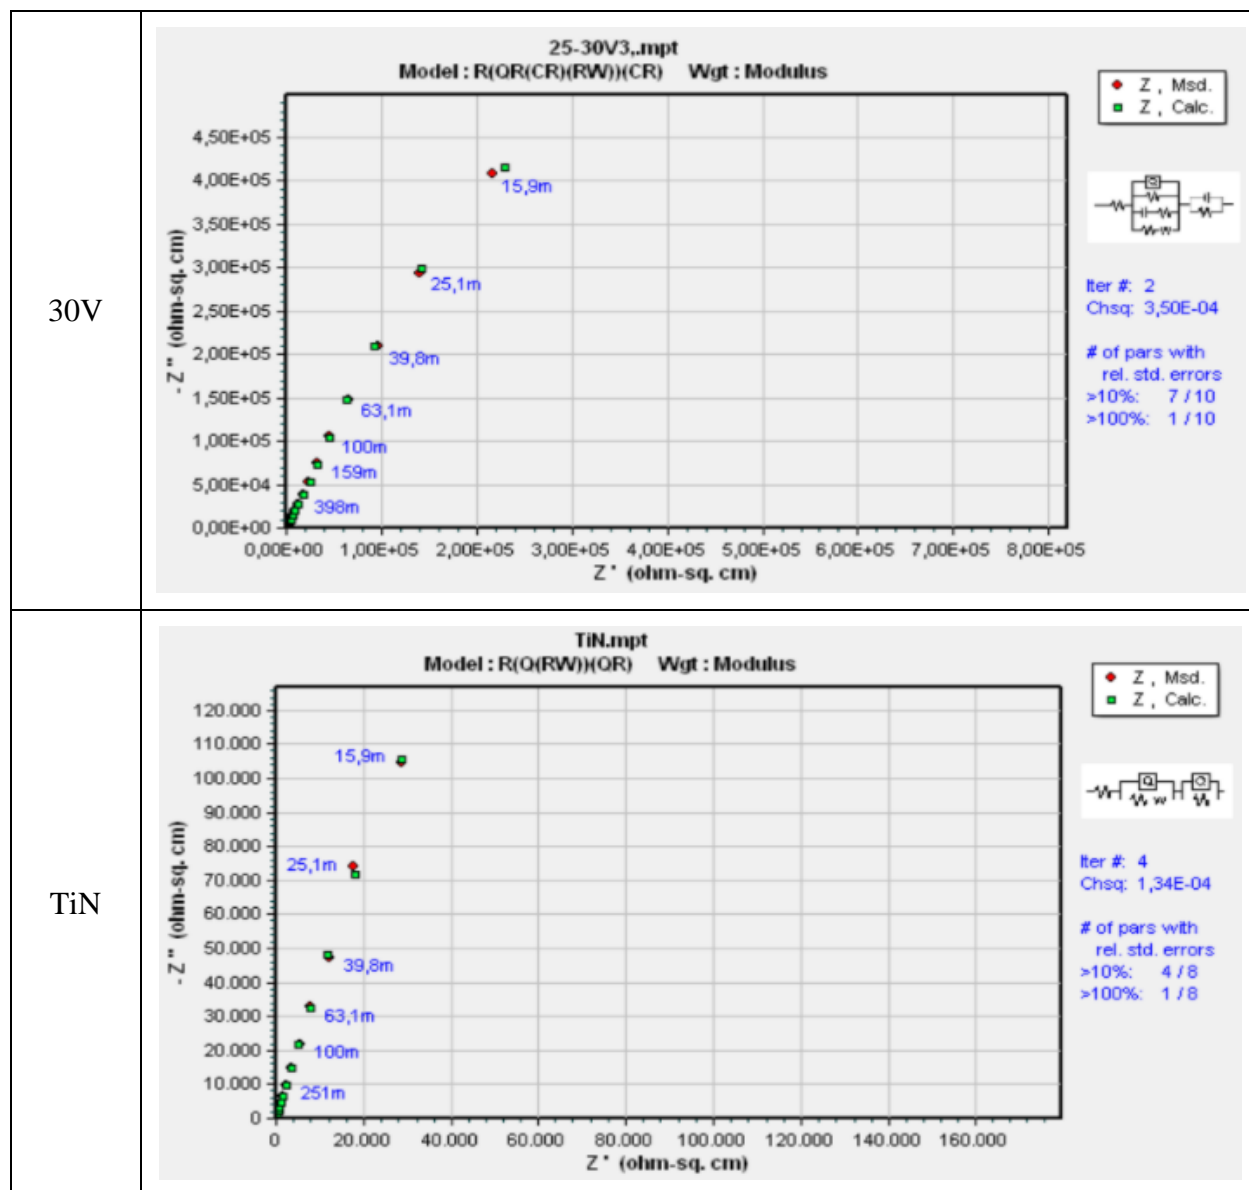 30V
25-30V3,.mpt
Model : R(QR(CR)(RW))(CR) Wgt : Modulus
Z , Msd.
Z , Calc.
- Z '' (ohm-sq. cm)
4,50E+05
4,00E+05
3,50E+05
3,00E+05
2,50E+05
2,00E+05
1,50E+05
1,00E+05
5,00E+04
0,00E+00
15,9m
25,1m
39,8m
63,1m
100m
159m
398m
0,00E+00 1,00E+05 2,00E+05 3,00E+05 4,00E+05 5,00E+05 6,00E+05 7,00E+05 8,00E+05
Z ' (ohm-sq. cm)
Iter #: 2
Chsq: 3,50E-04
# of pars with
rel. std. errors
>10%: 7 / 10
>100%: 1 / 10
TiN
TiN.mpt
Model : R(Q(RW))(QR) Wgt : Modulus
Z , Msd.
Z , Calc.
- Z '' (ohm-sq. cm)
120.000
110.000
100.000
90.000
80.000
70.000
60.000
50.000
40.000
30.000
20.000
10.000
0
15,9m
25,1m
39,8m
63,1m
100m
251m
0 20.000 40.000 60.000 80.000 100.000 120.000 140.000 160.000
Z ' (ohm-sq. cm)
Iter #: 4
Chsq: 1,34E-04
# of pars with
rel. std. errors
>10%: 4 / 8
>100%: 1 / 8